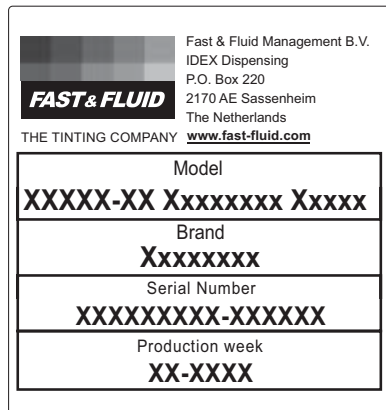 Fast & Fluid Management B.V.
IDEX Dispensing
P.O. Box 220
2170 AE Sassenheim
The Netherlands
www.fast-fluid.com
FAST & FLUID
THE TINTING COMPANY
Model
XXXXX-XX Xxxxxxxx Xxxxx
Brand
Xxxxxxxx
Serial Number
XXXXXXXXX-XXXXXX
Production week
XX-XXXX